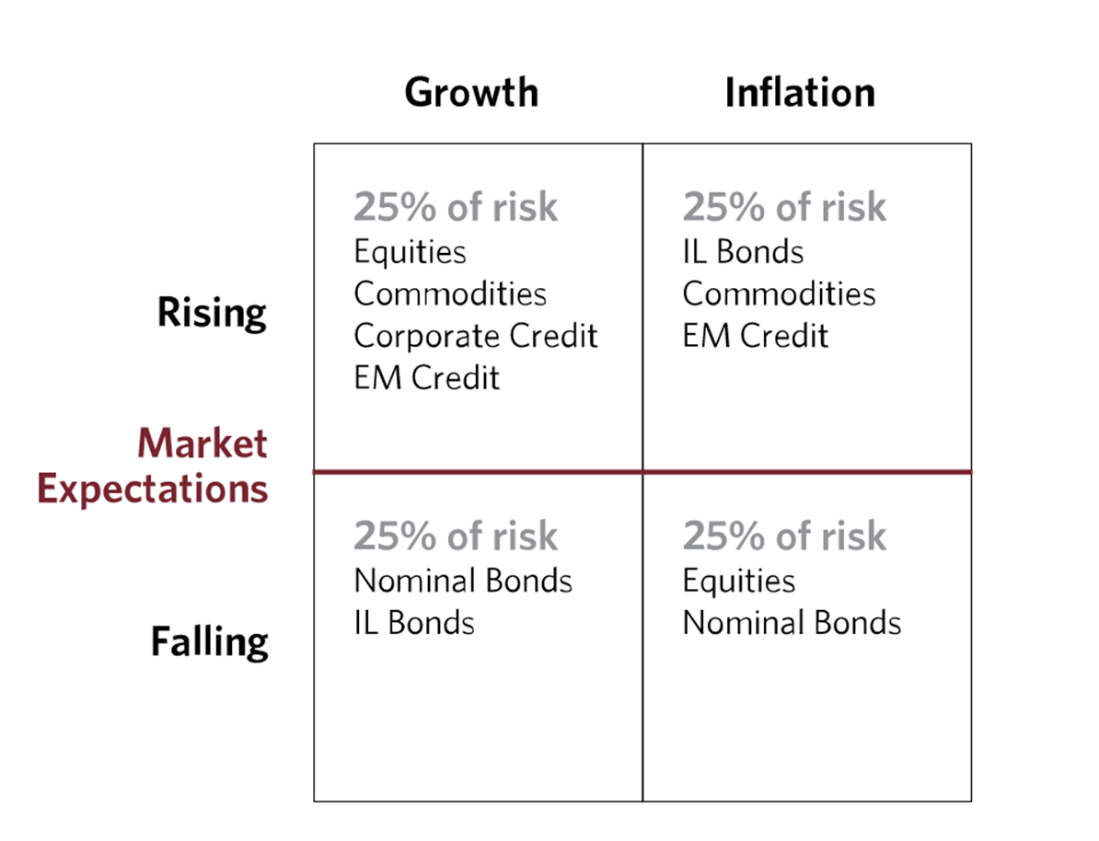 Growth
Inflation
Rising
25% of risk
Equities
Commodities
Corporate Credit
EM Credit
25% of risk
IL Bonds
Commodities
EM Credit
Market
Expectations
Falling
25% of risk
Nominal Bonds
IL Bonds
25% of risk
Equities
Nominal Bonds